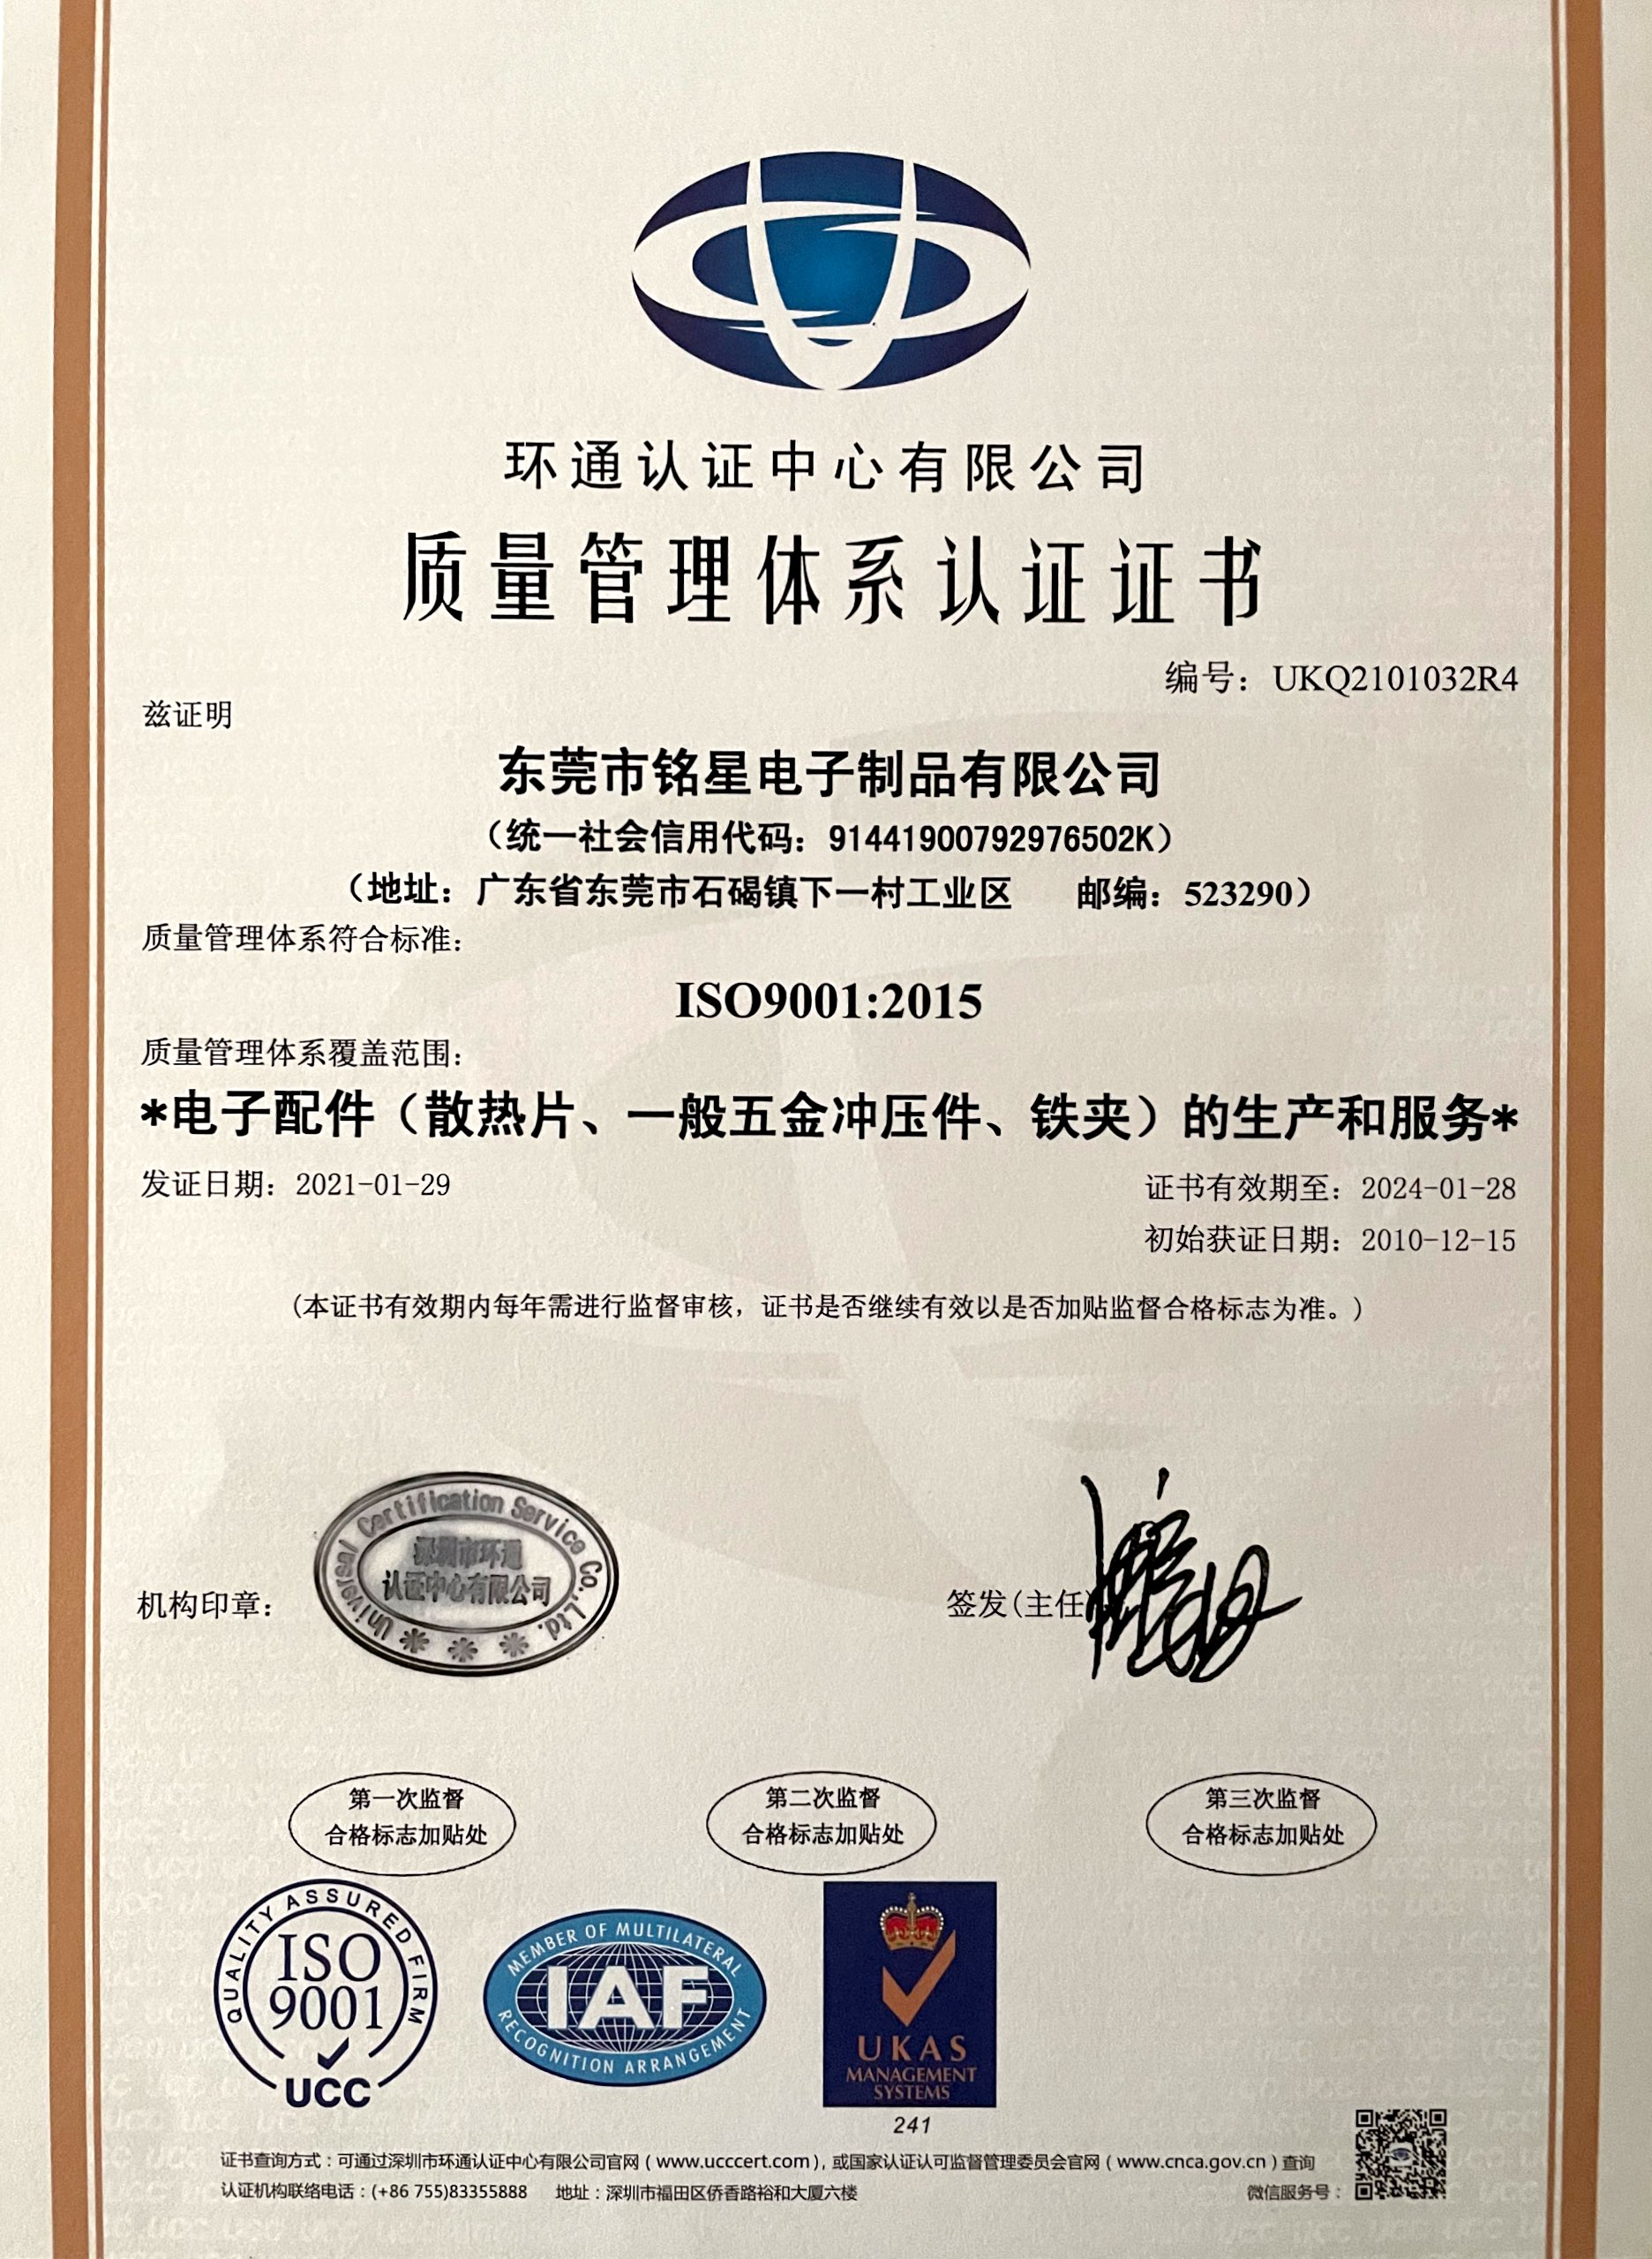 环通认证中心有限公司
质量管理体系认证证书
编号：UKQ2101032R4
兹证明
东莞市铭星电子制品有限公司
（统一社会信用代码：91441900792976502K）
（地址：广东省东莞市石碣镇下一村工业区 邮编：523290）
质量管理体系符合标准：
ISO9001:2015
质量管理体系覆盖范围：
*电子配件（散热片、一般五金冲压件、铁夹）的生产和服务*
发证日期：2021-01-29
证书有效期至：2024-01-28
初始获证日期：2010-12-15
(本证书有效期内每年需进行监督审核，证书是否继续有效以是否加贴监督合格标志为准。)
机构印章：
Universal Certification Service Co.,Ltd.
深圳市环通
认证中心有限公司
签发(主任
第一次监督
合格标志加贴处
第二次监督
合格标志加贴处
第三次监督
合格标志加贴处
QUALITY ASSURED FIRM
ISO
9001
UCC
MEMBER OF MULTILATERAL
IAF
RECOGNITION ARRANGEMENT
UKAS
MANAGEMENT
SYSTEMS
241
证书查询方式：可通过深圳市环通认证中心有限公司官网（www.ucccert.com），或国家认证认可监督管理委员会官网（www.cnca.gov.cn）查询
认证机构联络电话：(+86 755)83355888 地址：深圳市福田区侨香路裕和大厦六楼
微信服务号：